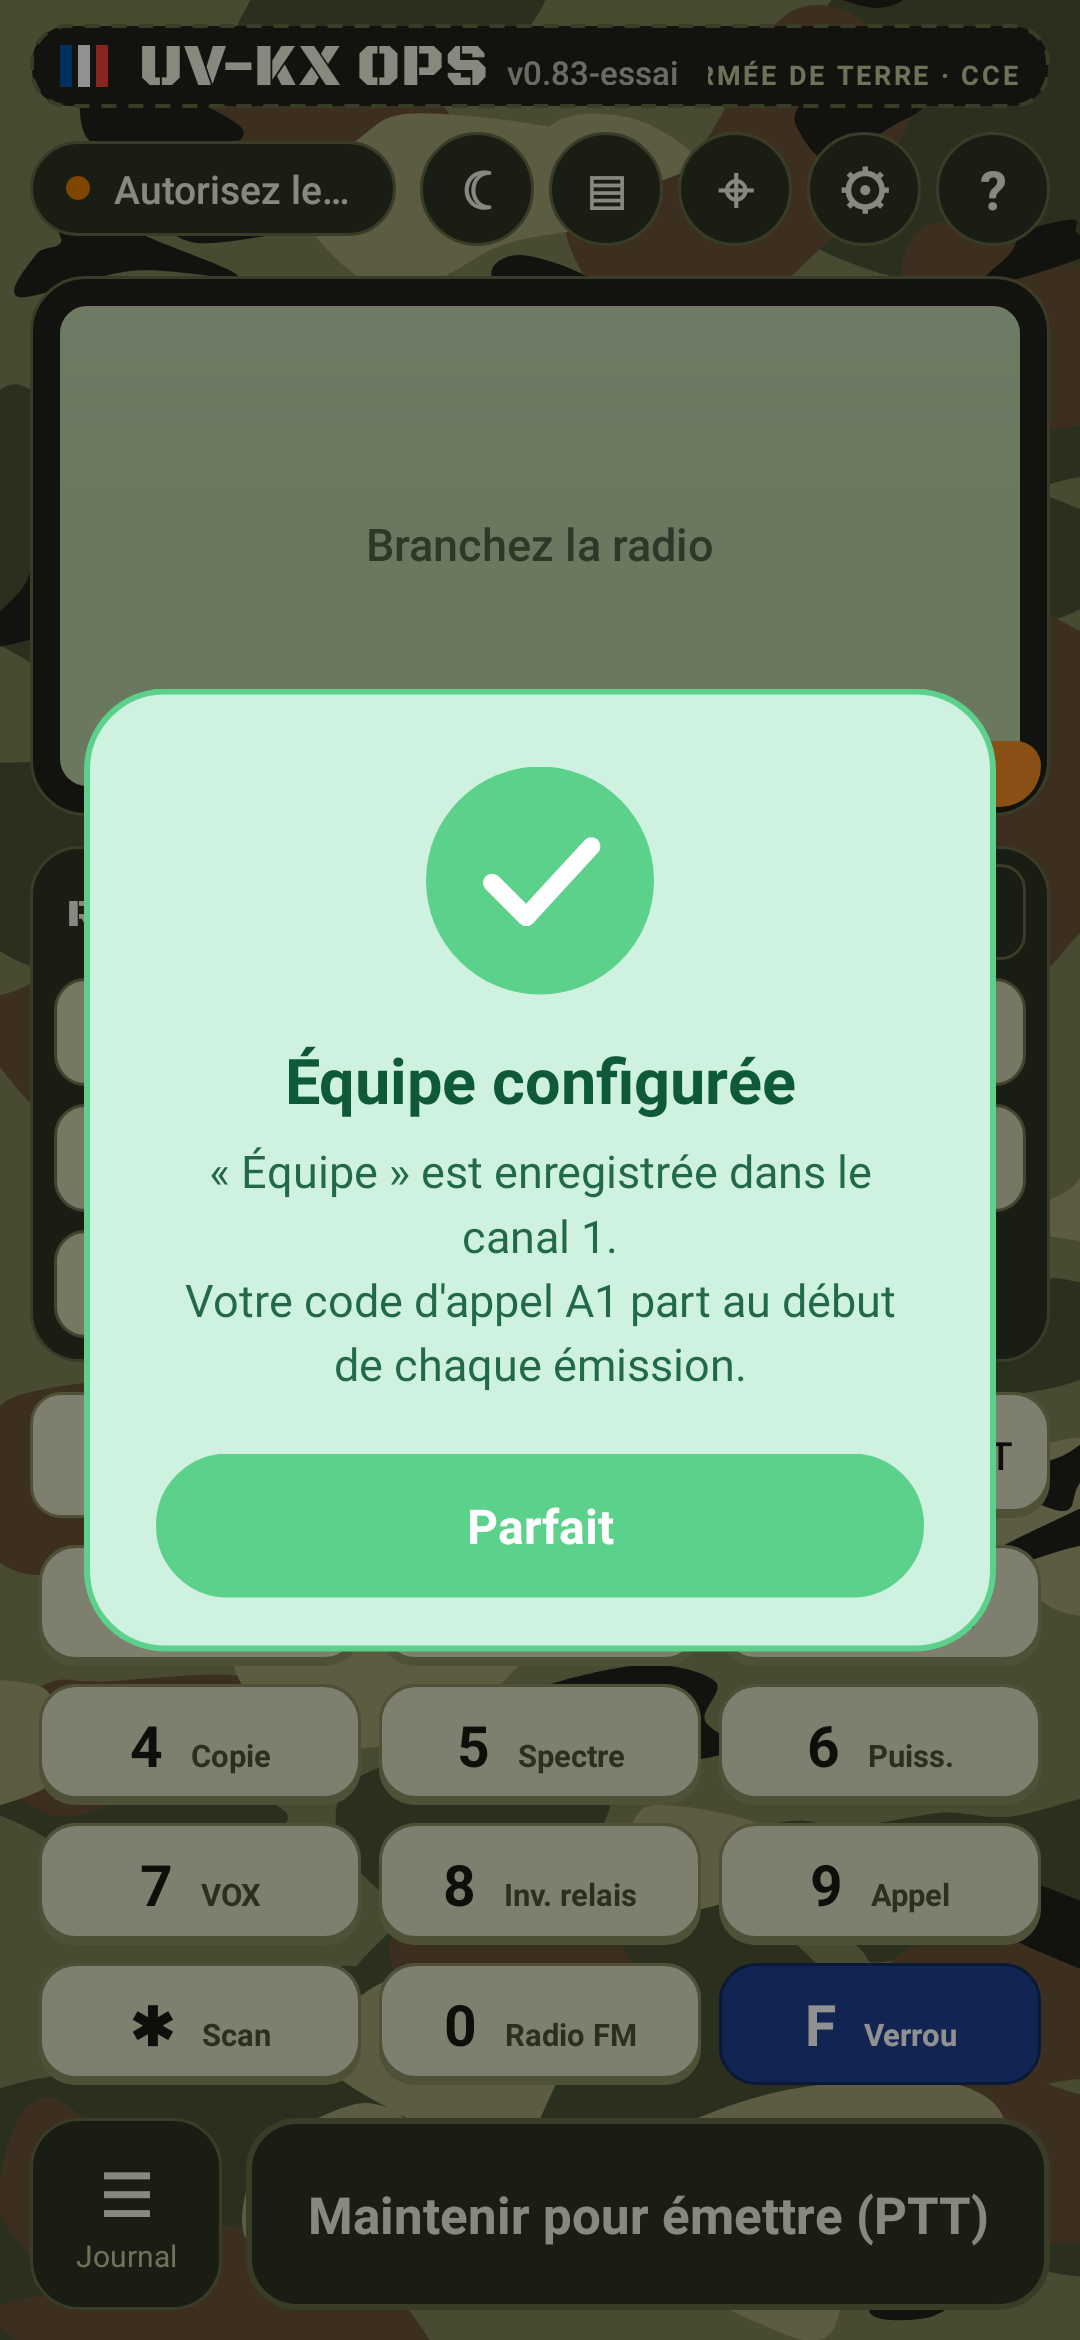 UV-KX OPS v0.83-essai RMÉE DE TERRE · CCE
Autorisez le…
?
Branchez la radio
Équipe configurée
« Équipe » est enregistrée dans le
canal 1.
Votre code d'appel A1 part au début
de chaque émission.
Parfait
4 Copie
5 Spectre
6 Puiss.
7 VOX
8 Inv. relais
9 Appel
✱ Scan
0 Radio FM
F Verrou
Journal
Maintenir pour émettre (PTT)